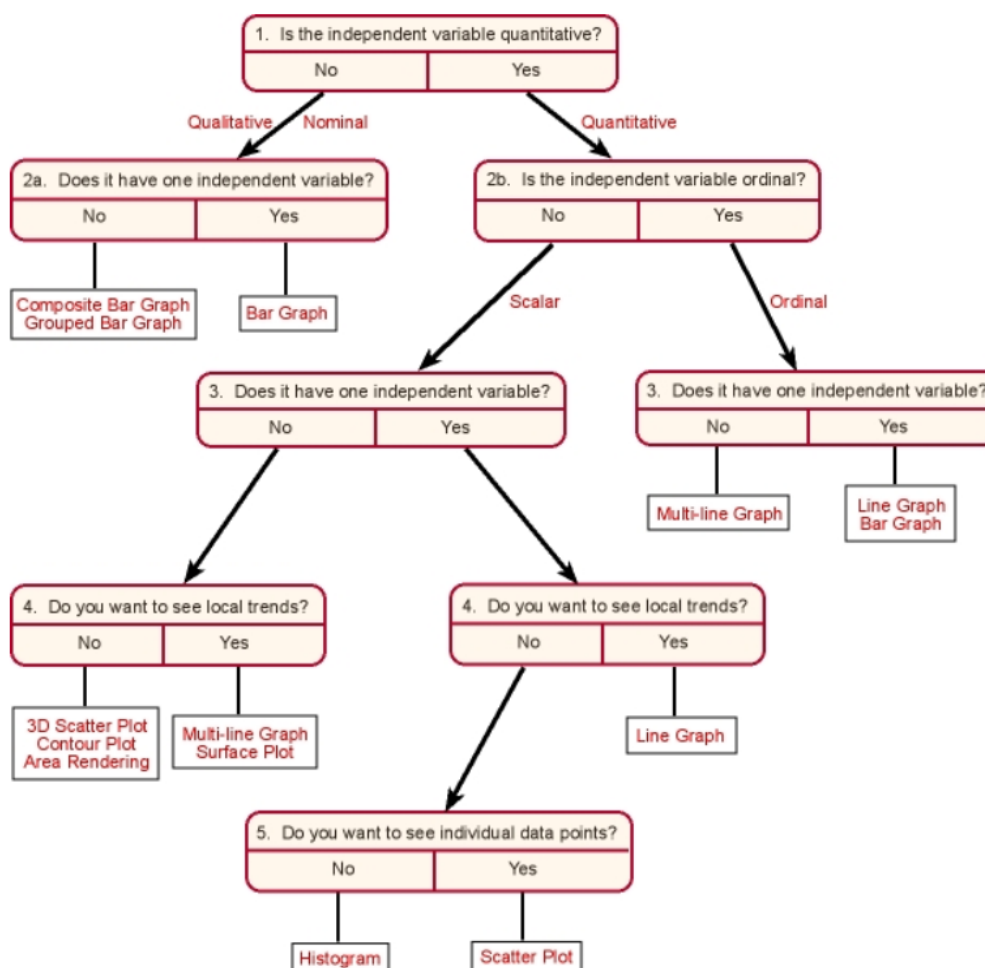 1. Is the independent variable quantitative?
No Yes
Qualitative Nominal
Quantitative
2a. Does it have one independent variable?
No Yes
2b. Is the independent variable ordinal?
No Yes
Composite Bar Graph
Grouped Bar Graph
Bar Graph
Scalar
Ordinal
3. Does it have one independent variable?
No Yes
3. Does it have one independent variable?
No Yes
Multi-line Graph
Line Graph
Bar Graph
4. Do you want to see local trends?
No Yes
4. Do you want to see local trends?
No Yes
3D Scatter Plot
Contour Plot
Area Rendering
Multi-line Graph
Surface Plot
Line Graph
5. Do you want to see individual data points?
No Yes
Histogram
Scatter Plot